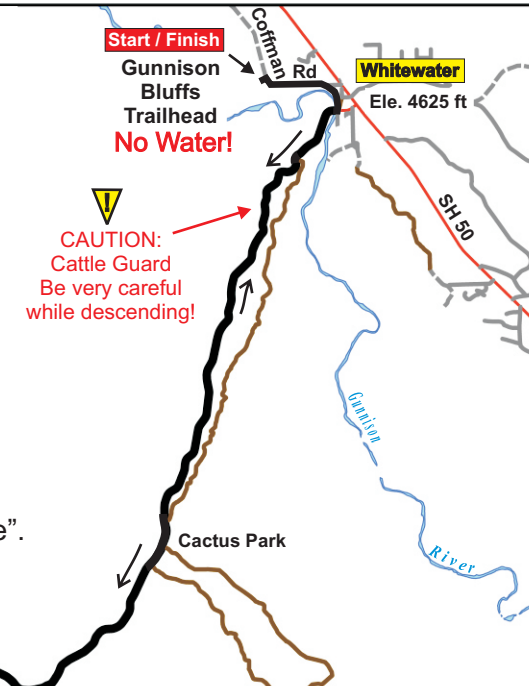 Coffman
Start / Finish
Rd
Gunnison
Bluffs
Trailhead
No Water!
Whitewater
Ele. 4625 ft
!
CAUTION:
Cattle Guard
Be very careful
while descending!
SH 50
Gunnison
e”.
Cactus Park
River